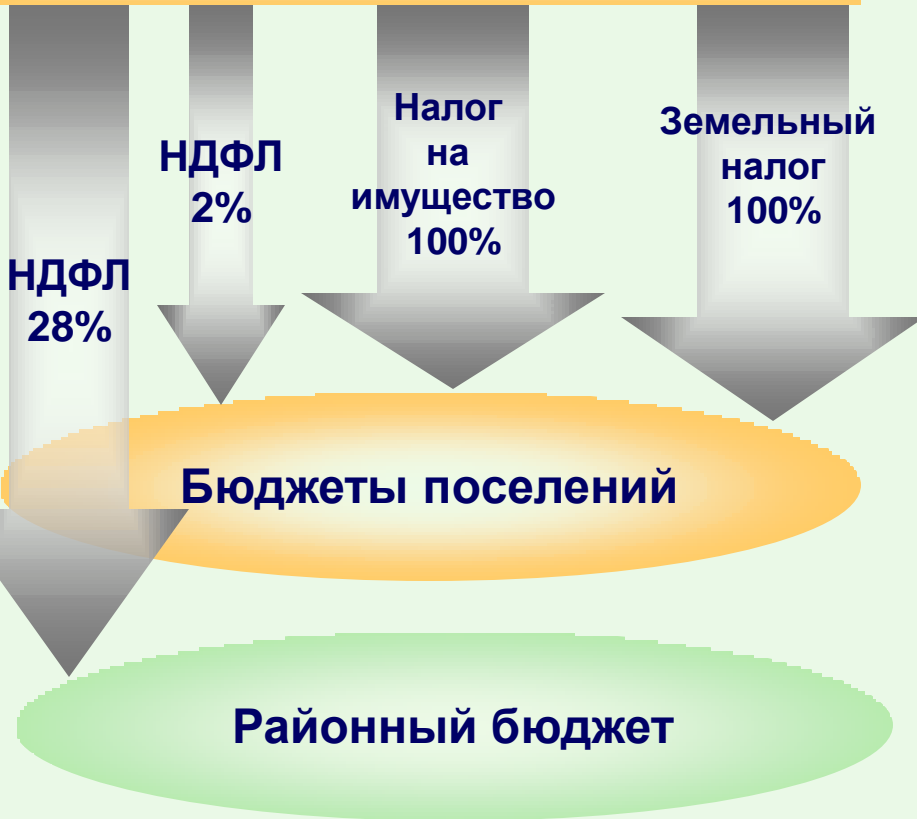 НДФЛ
28%
НДФЛ
2%
Налог
на
имущество
100%
Земельный
налог
100%
Бюджеты поселений
Районный бюджет